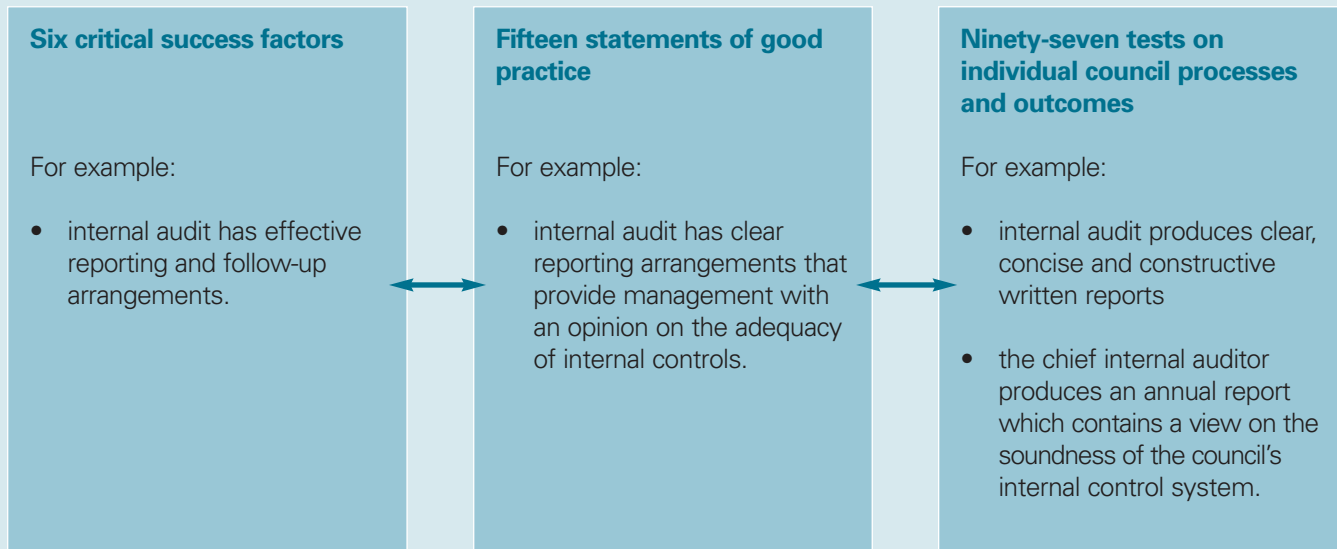 Six critical success factors
For example:
• internal audit has effective
reporting and follow-up
arrangements.
Fifteen statements of good
practice
For example:
• internal audit has clear
reporting arrangements that
provide management with
an opinion on the adequacy
of internal controls.
Ninety-seven tests on
individual council processes
and outcomes
For example:
• internal audit produces clear,
concise and constructive
written reports
• the chief internal auditor
produces an annual report
which contains a view on the
soundness of the council's
internal control system.